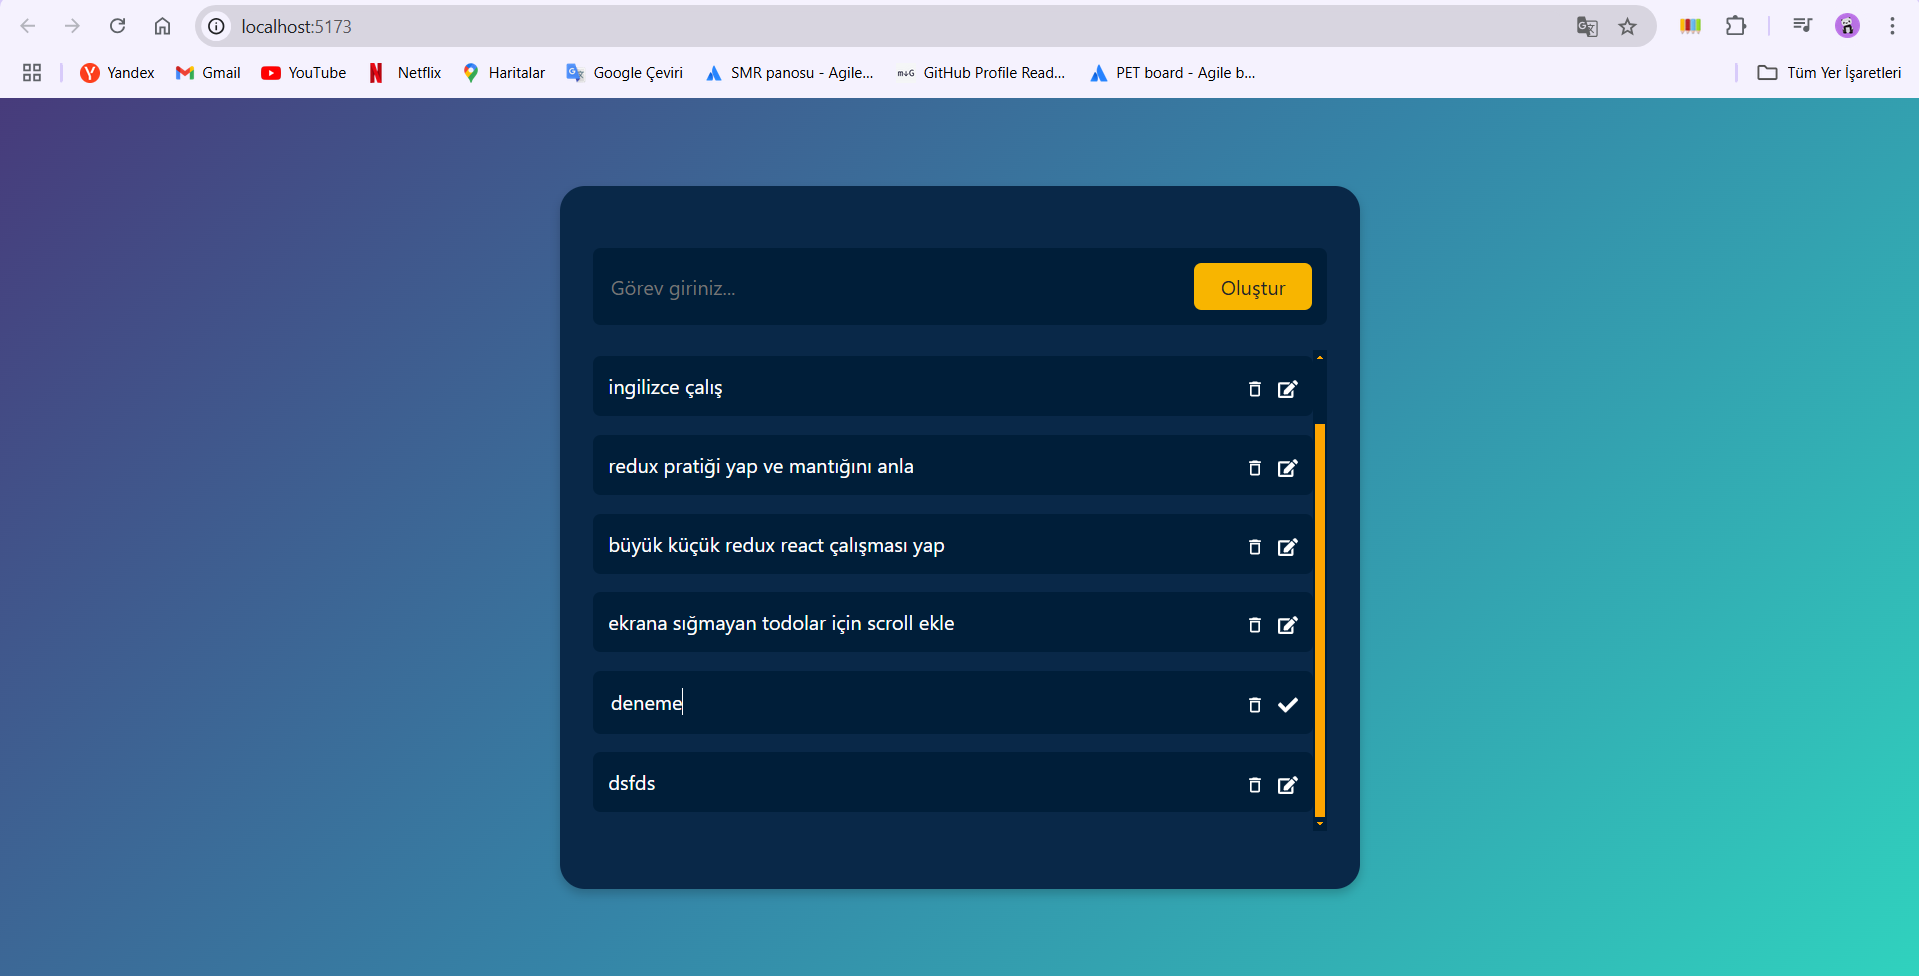 localhost:5173
Yandex Gmail YouTube Netflix Haritalar Google Çeviri SMR panosu - Agile... GitHub Profile Read... PET board - Agile b... Tüm Yer İşaretleri
Görev giriniz... Oluştur
ingilizce çalış
redux pratiği yap ve mantığını anla
büyük küçük redux react çalışması yap
ekrana sığmayan todolar için scroll ekle
deneme
dsfds